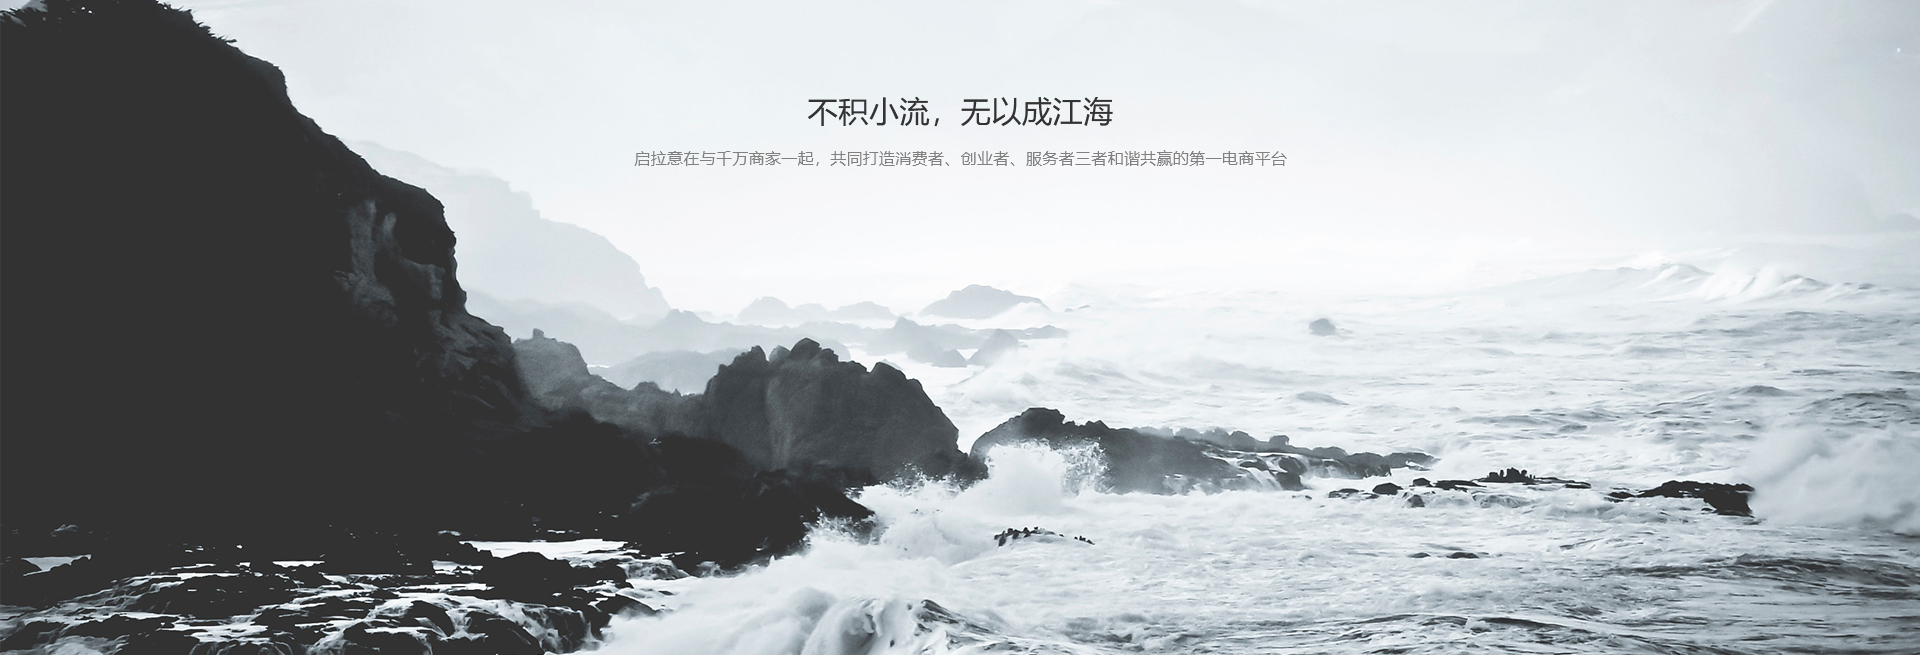 不积小流，无以成江海
启拉意在与千万商家一起，共同打造消费者、创业者、服务者三者和谐共赢的第一电商平台